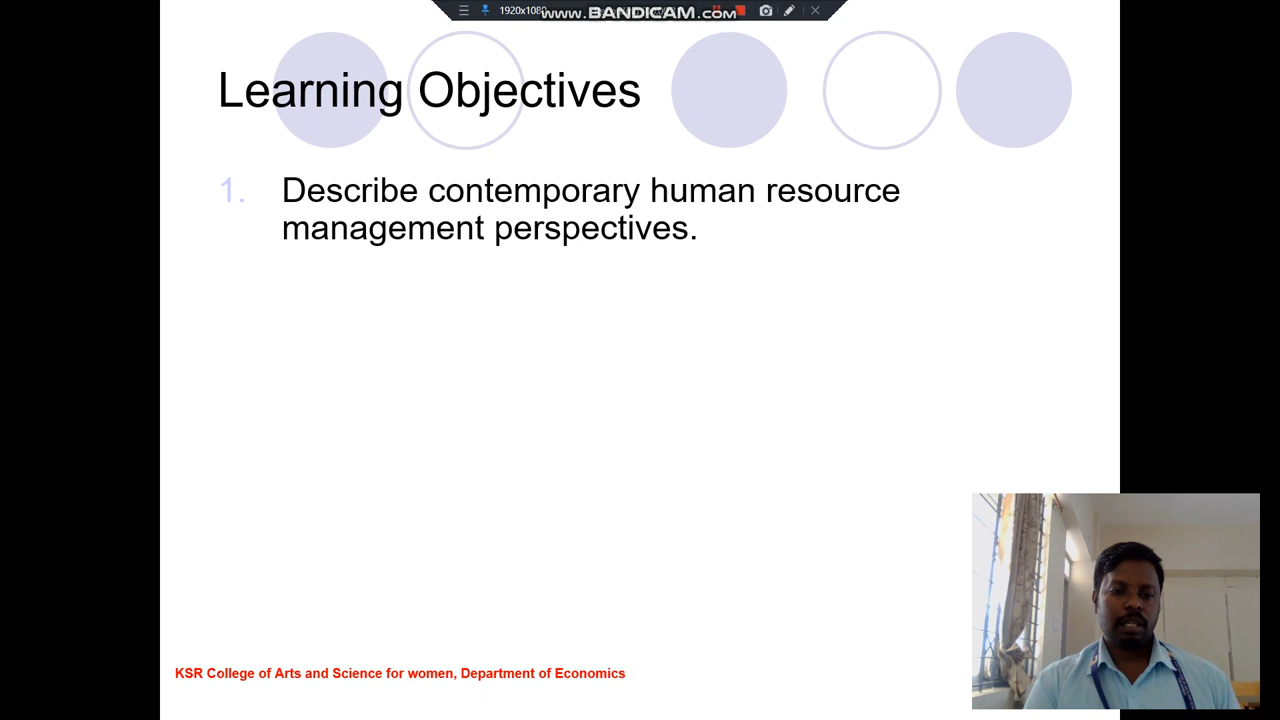 1920x1080
www.BANDICAM.com
Learning Objectives
1. Describe contemporary human resource
management perspectives.
KSR College of Arts and Science for women, Department of Economics